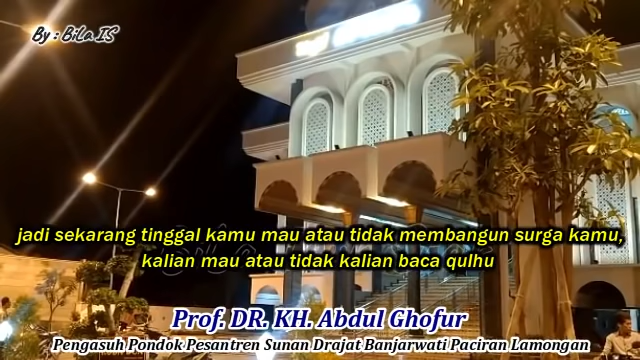 By : BiLa IS
jadi sekarang tinggal kamu mau atau tidak membangun surga kamu,
kalian mau atau tidak kalian baca qulhu
Prof. DR. KH. Abdul Ghofur
Pengasuh Pondok Pesantren Sunan Drajat Banjarwati Paciran Lamongan